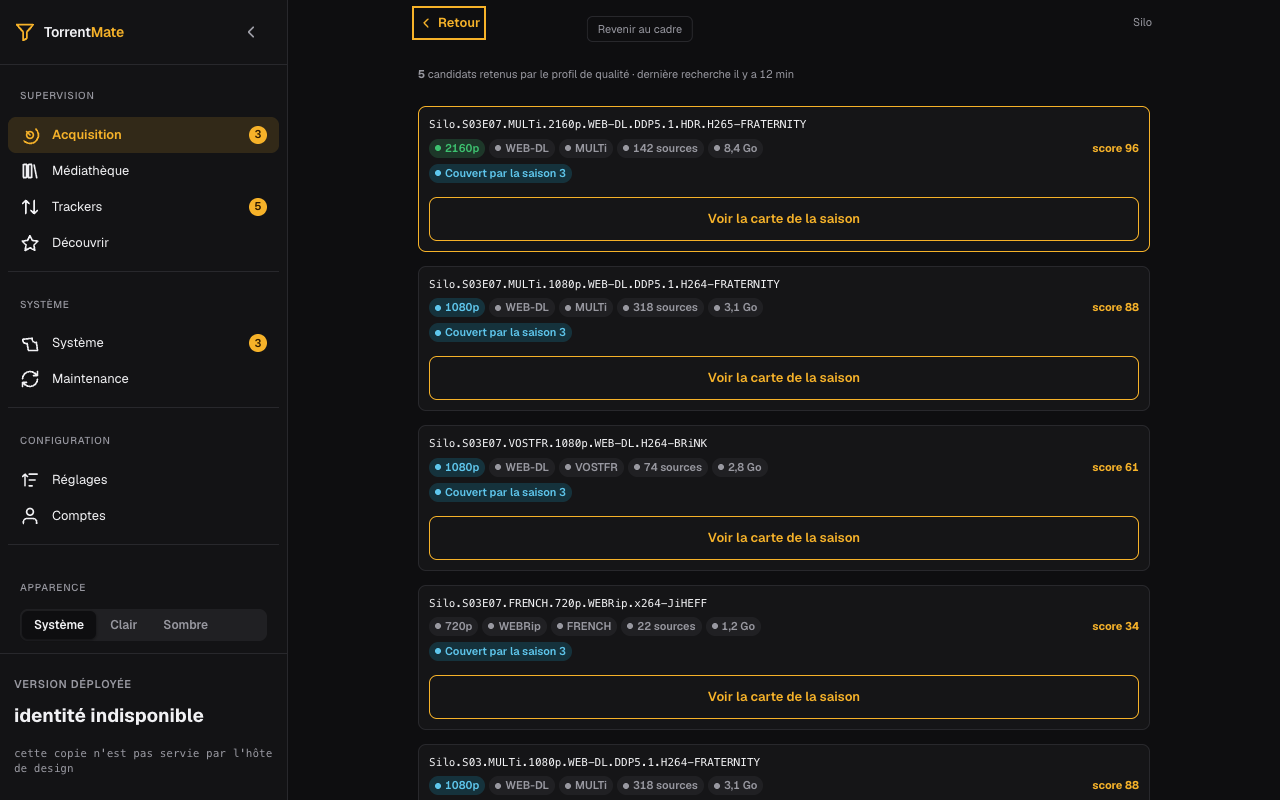 TorrentMate
SUPERVISION
Acquisition 3
Médiathèque
Trackers 5
Découvrir
SYSTÈME
Système 3
Maintenance
CONFIGURATION
Réglages
Comptes
APPARENCE
Système Clair Sombre
VERSION DÉPLOYÉE
identité indisponible
cette copie n'est pas servie par l'hôte
de design
Retour
Revenir au cadre
Silo
5 candidats retenus par le profil de qualité · dernière recherche il y a 12 min
Silo.S03E07.MULTi.2160p.WEB-DL.DDP5.1.HDR.H265-FRATERNITY
2160p WEB-DL MULTi 142 sources 8,4 Go score 96
Couvert par la saison 3
Voir la carte de la saison
Silo.S03E07.MULTi.1080p.WEB-DL.DDP5.1.H264-FRATERNITY
1080p WEB-DL MULTi 318 sources 3,1 Go score 88
Couvert par la saison 3
Voir la carte de la saison
Silo.S03E07.VOSTFR.1080p.WEB-DL.H264-BRiNK
1080p WEB-DL VOSTFR 74 sources 2,8 Go score 61
Couvert par la saison 3
Voir la carte de la saison
Silo.S03E07.FRENCH.720p.WEBRip.x264-JiHEFF
720p WEBRip FRENCH 22 sources 1,2 Go score 34
Couvert par la saison 3
Voir la carte de la saison
Silo.S03.MULTi.1080p.WEB-DL.DDP5.1.H264-FRATERNITY
1080p WEB-DL MULTi 318 sources 3,1 Go score 88